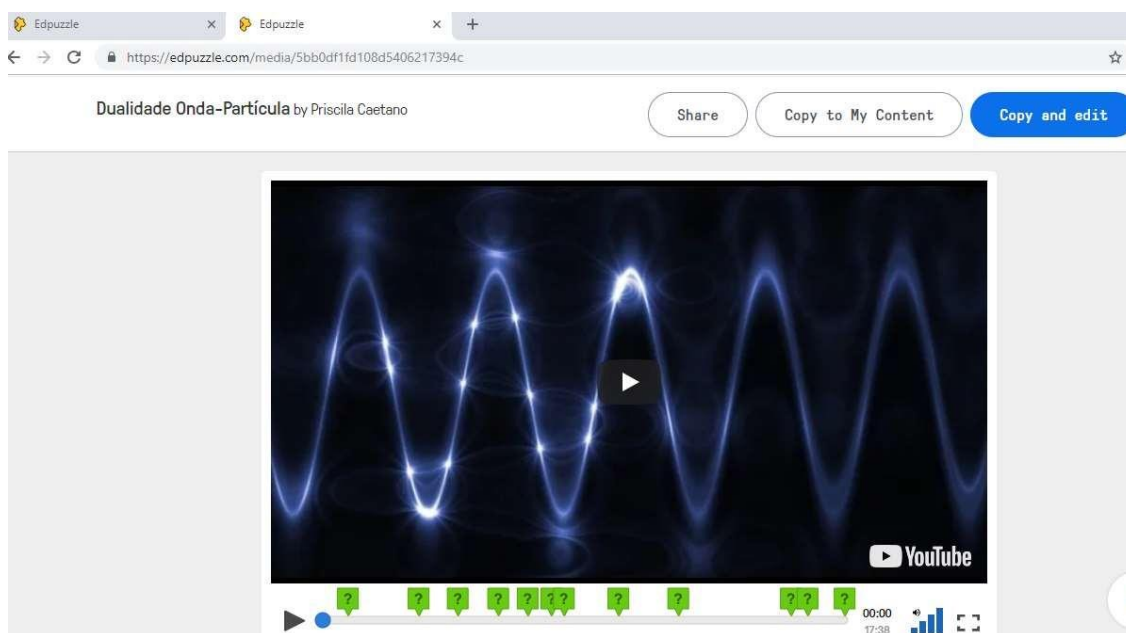 Edpuzzle × Edpuzzle × +
https://edpuzzle.com/media/5bb0df1fd108d5406217394c
Dualidade Onda-Partícula by Priscila Caetano
Share
Copy to My Content
Copy and edit
YouTube
? ? ? ? ? ? ? ? ? ? ? ?
00:00
17:38